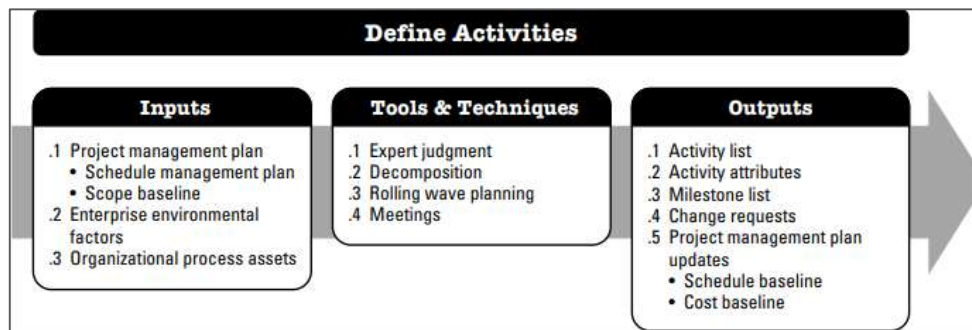 Define Activities
Inputs
.1 Project management plan
• Schedule management plan
• Scope baseline
.2 Enterprise environmental
factors
.3 Organizational process assets
Tools & Techniques
.1 Expert judgment
.2 Decomposition
.3 Rolling wave planning
.4 Meetings
Outputs
.1 Activity list
.2 Activity attributes
.3 Milestone list
.4 Change requests
.5 Project management plan
updates
• Schedule baseline
• Cost baseline